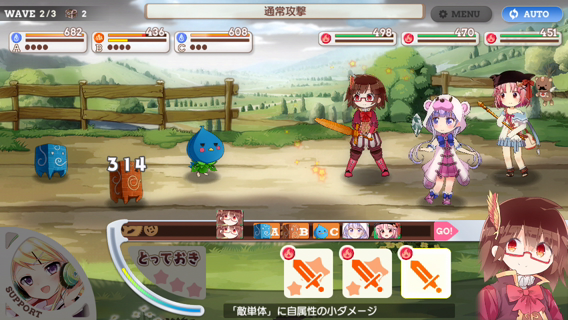 WAVE 2/3 2
通常攻撃
MENU
AUTO
682
436
608
498
470
451
A
B
C
314
A B C GO!
とっておき
SUPPORT
「敵単体」に自属性の小ダメージ